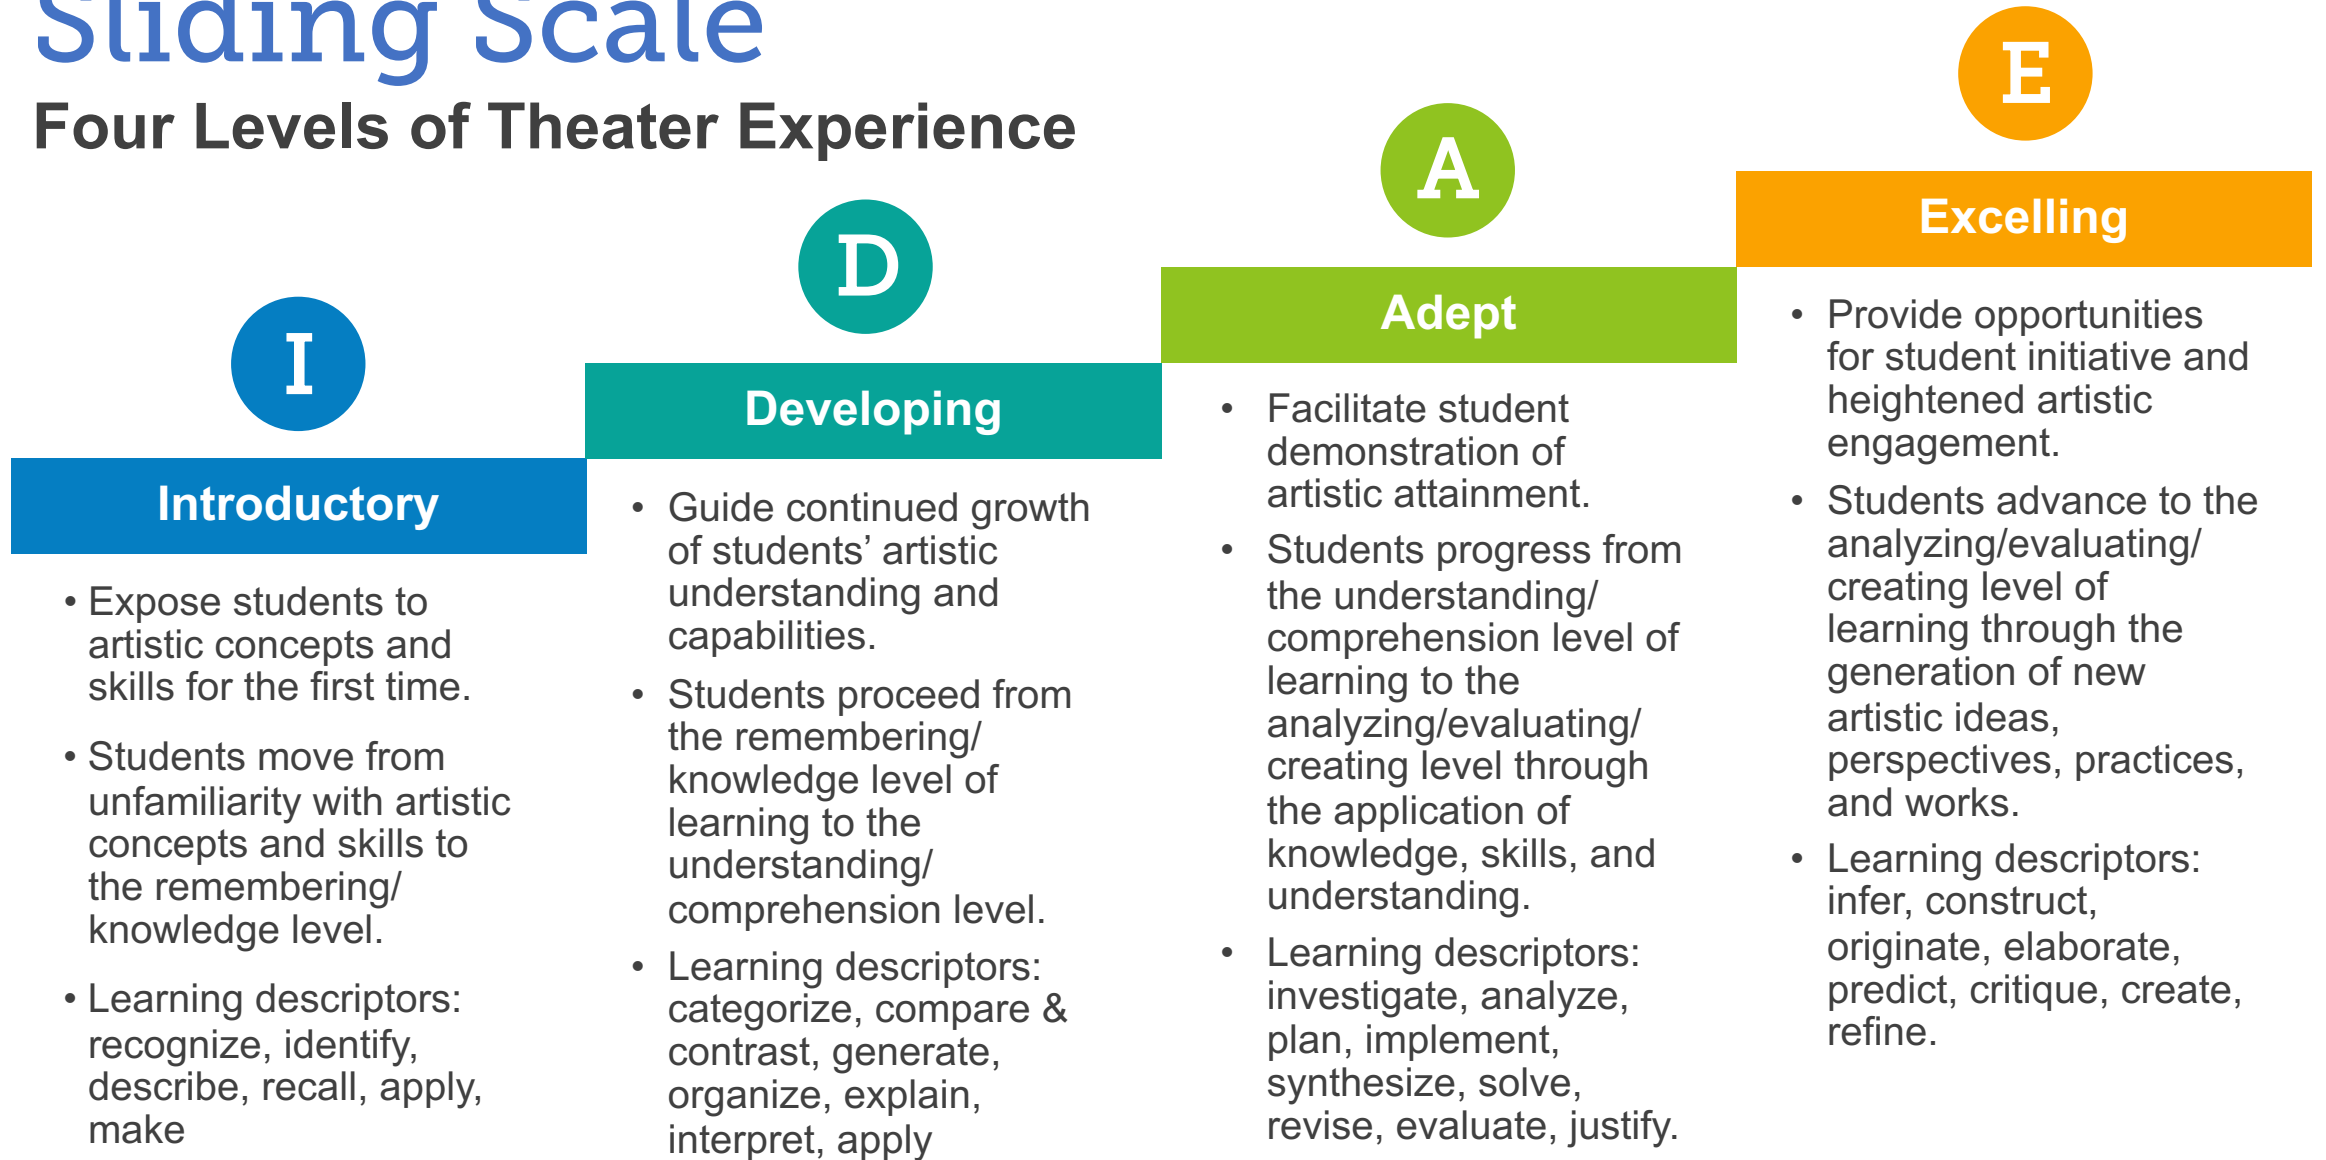 Sliding Scale
Four Levels of Theater Experience
I
Introductory
• Expose students to
artistic concepts and
skills for the first time.
• Students move from
unfamiliarity with artistic
concepts and skills to
the remembering/
knowledge level.
• Learning descriptors:
recognize, identify,
describe, recall, apply,
make
D
Developing
• Guide continued growth
of students’ artistic
understanding and
capabilities.
• Students proceed from
the remembering/
knowledge level of
learning to the
understanding/
comprehension level.
• Learning descriptors:
categorize, compare &
contrast, generate,
organize, explain,
interpret, apply
A
Adept
• Facilitate student
demonstration of
artistic attainment.
• Students progress from
the understanding/
comprehension level of
learning to the
analyzing/evaluating/
creating level through
the application of
knowledge, skills, and
understanding.
• Learning descriptors:
investigate, analyze,
plan, implement,
synthesize, solve,
revise, evaluate, justify.
E
Excelling
• Provide opportunities
for student initiative and
heightened artistic
engagement.
• Students advance to the
analyzing/evaluating/
creating level of
learning through the
generation of new
artistic ideas,
perspectives, practices,
and works.
• Learning descriptors:
infer, construct,
originate, elaborate,
predict, critique, create,
refine.